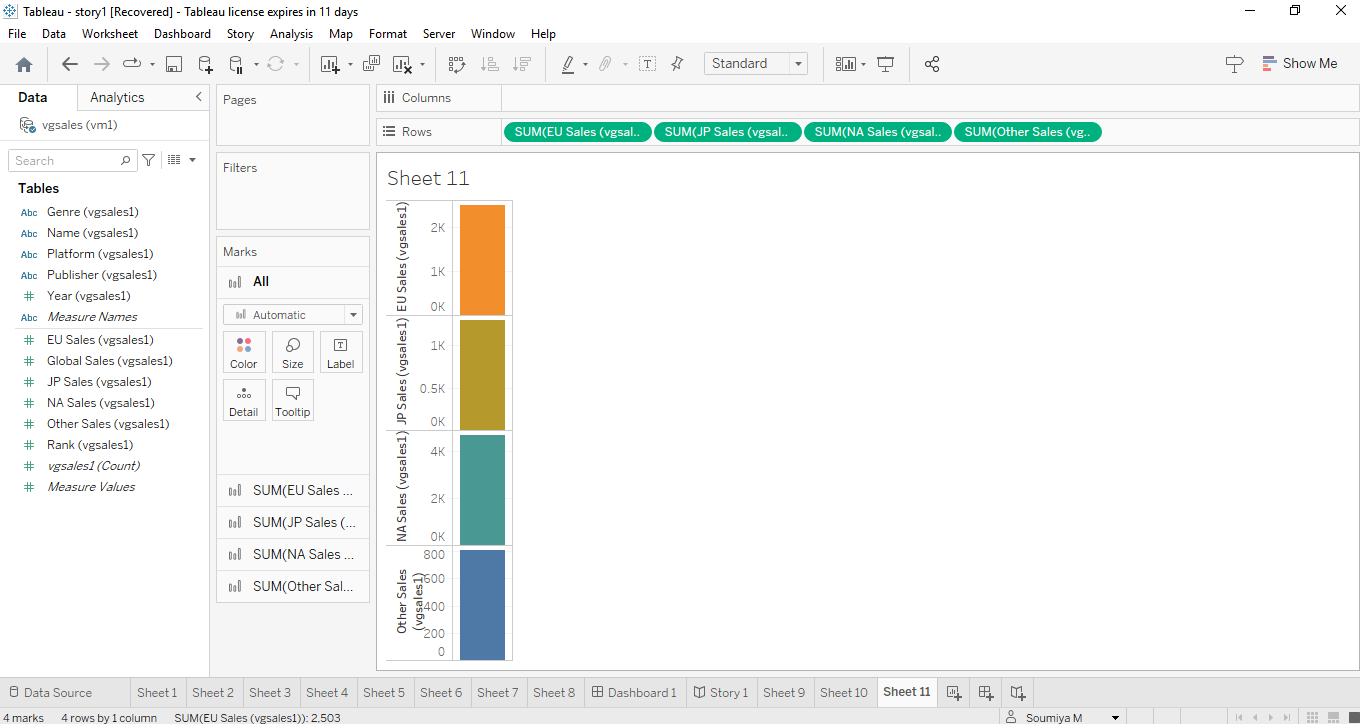 Tableau - story1 [Recovered] - Tableau license expires in 11 days
File Data Worksheet Dashboard Story Analysis Map Format Server Window Help
Standard
Show Me
Data Analytics
vgsales (vm1)
Search
Tables
Abc Genre (vgsales1)
Abc Name (vgsales1)
Abc Platform (vgsales1)
Abc Publisher (vgsales1)
# Year (vgsales1)
Abc Measure Names
# EU Sales (vgsales1)
# Global Sales (vgsales1)
# JP Sales (vgsales1)
# NA Sales (vgsales1)
# Other Sales (vgsales1)
# Rank (vgsales1)
# vgsales1 (Count)
# Measure Values
Pages
Filters
Marks
All
Automatic
Color Size Label
Detail Tooltip
SUM(EU Sales ...
SUM(JP Sales (...
SUM(NA Sales ...
SUM(Other Sal...
Columns
Rows SUM(EU Sales (vgsal.. SUM(JP Sales (vgsal.. SUM(NA Sales (vgsal.. SUM(Other Sales (vg..
Sheet 11
EU Sales (vgsales1)
2K
1K
0K
JP Sales (vgsales1)
1K
0.5K
0K
NA Sales (vgsales1)
4K
2K
0K
Other Sales
(vgsales1)
800
600
400
200
0
Data Source Sheet 1 Sheet 2 Sheet 3 Sheet 4 Sheet 5 Sheet 6 Sheet 7 Sheet 8 Dashboard 1 Story 1 Sheet 9 Sheet 10 Sheet 11
4 marks 4 rows by 1 column SUM(EU Sales (vgsales1)): 2,503 Soumiya M